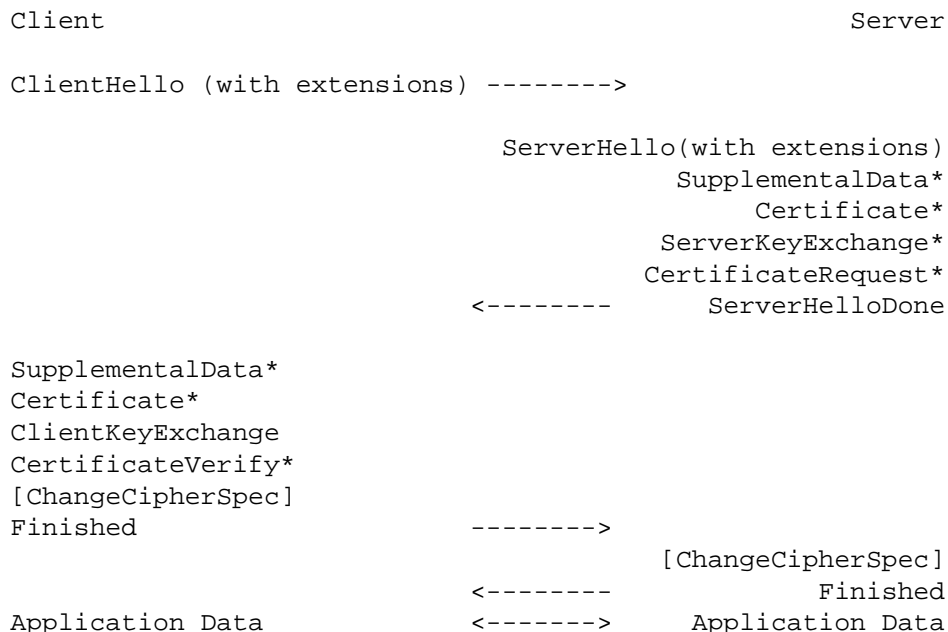 Client Server
ClientHello (with extensions) -------->
ServerHello(with extensions)
SupplementalData*
Certificate*
ServerKeyExchange*
CertificateRequest*
<-------- ServerHelloDone
SupplementalData*
Certificate*
ClientKeyExchange
CertificateVerify*
[ChangeCipherSpec]
Finished -------->
[ChangeCipherSpec]
<-------- Finished
Application Data <-------> Application Data